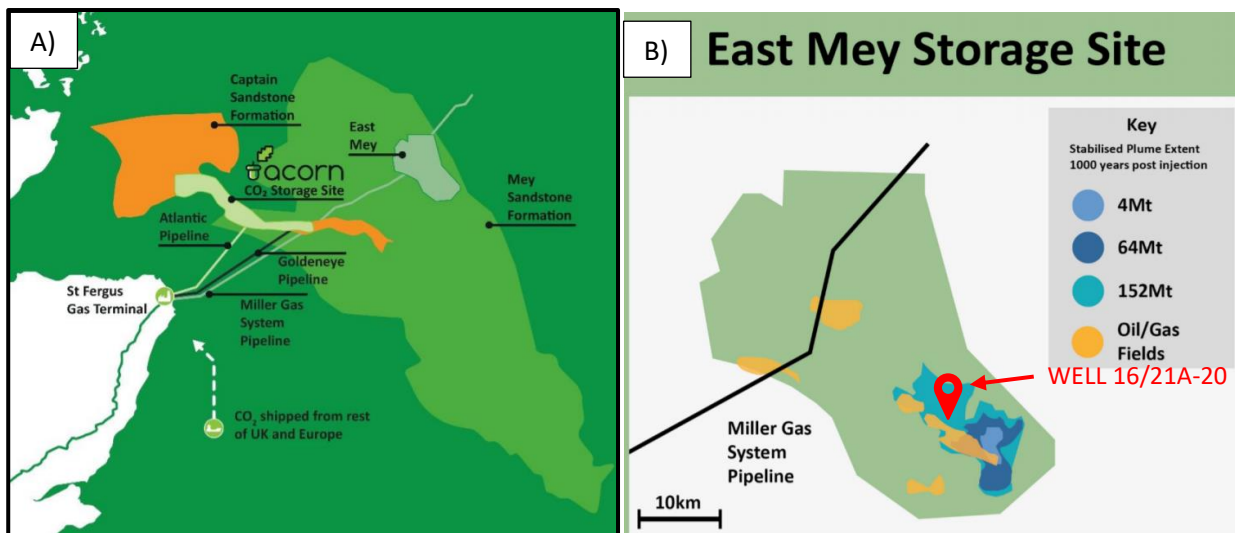 A)
Captain
Sandstone
Formation
East
Mey
acorn
CO₂ Storage Site
Mey
Sandstone
Formation
Atlantic
Pipeline
Goldeneye
Pipeline
St Fergus
Gas Terminal
Miller Gas
System
Pipeline
CO₂ shipped from rest
of UK and Europe
B)
East Mey Storage Site
Key
Stabilised Plume Extent
1000 years post injection
4Mt
64Mt
152Mt
Oil/Gas
Fields
WELL 16/21A-20
Miller Gas
System
Pipeline
10km